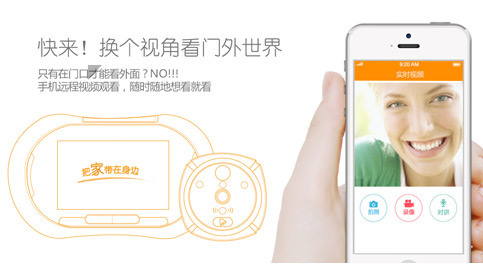 快来！换个视角看门外世界
只有在门口才能看外面？NO!!!
手机远程视频观看，随时随地想看就看
把家带在身边
9:20 AM
实时视频
拍照
录像
对讲